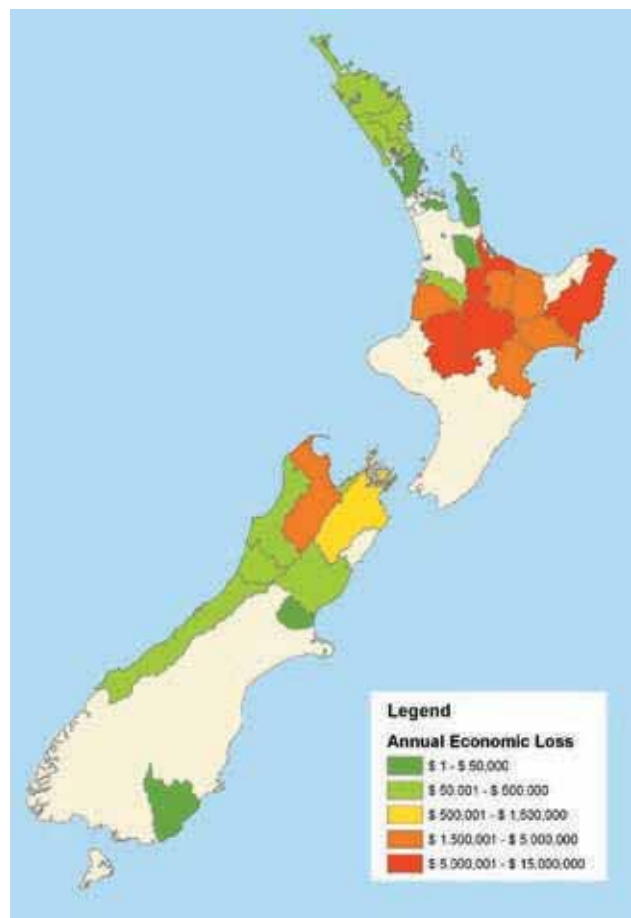 Legend
Annual Economic Loss
$ 1 - $ 50,000
$ 50,001 - $ 500,000
$ 500,001 - $ 1,500,000
$ 1,500,001 - $ 5,000,000
$ 5,000,001 - $ 15,000,000